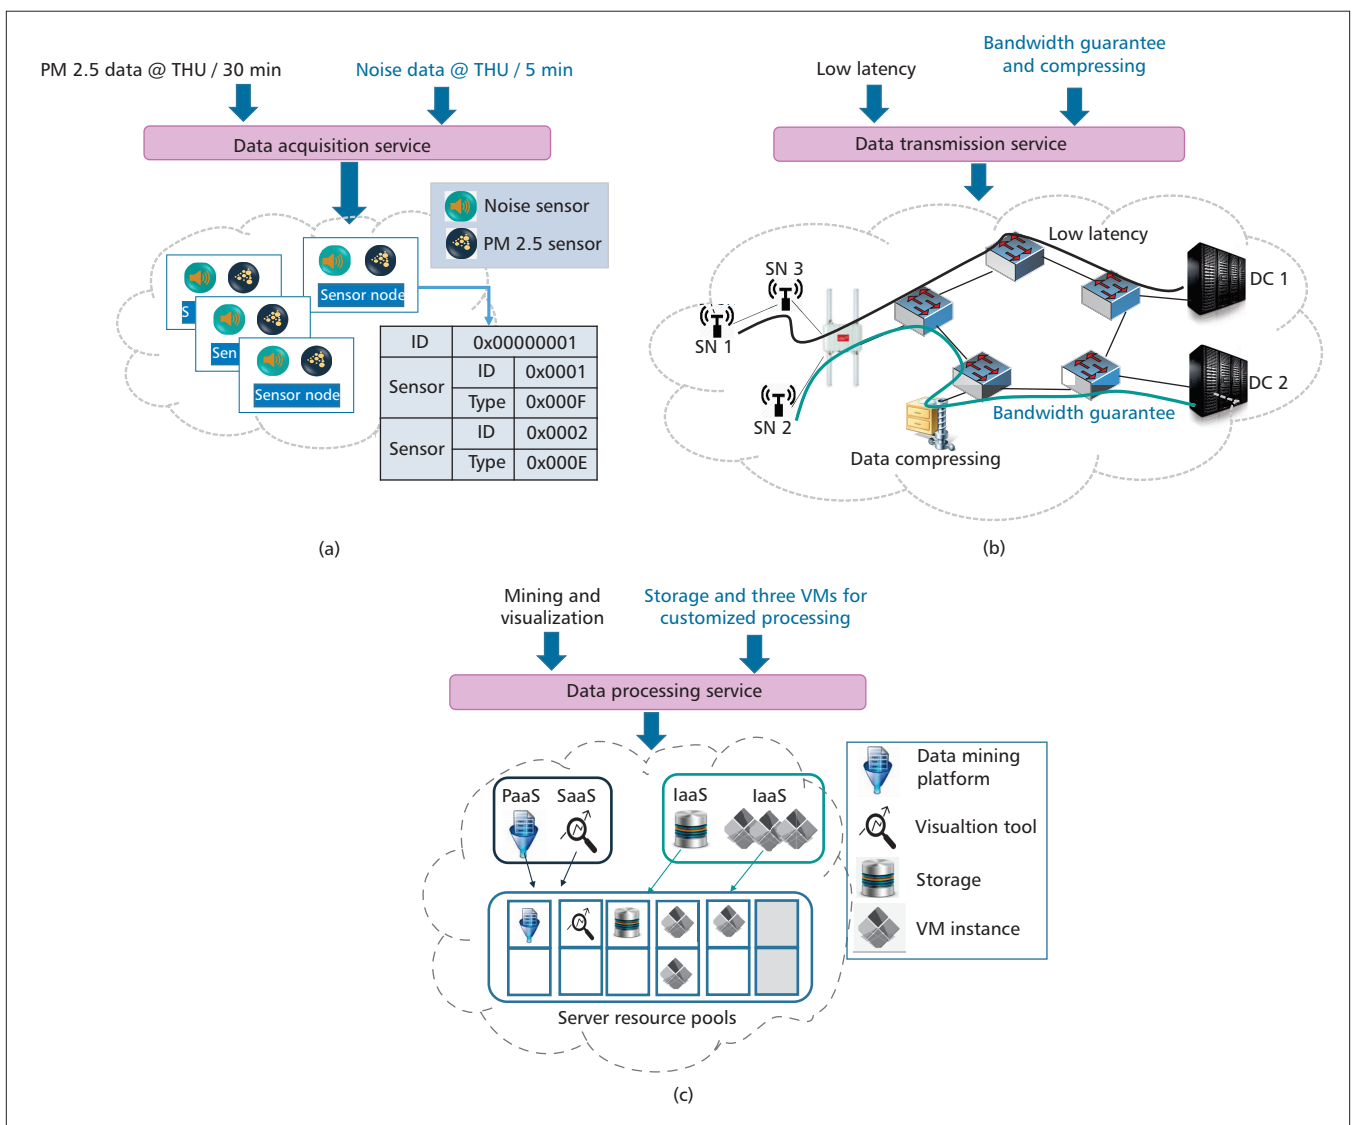 PM 2.5 data @ THU / 30 min
Noise data @ THU / 5 min
Data acquisition service
Noise sensor
PM 2.5 sensor
Sensor node
S
Sen
Sensor node
ID 0x00000001
Sensor ID 0x0001
Type 0x000F
Sensor ID 0x0002
Type 0x000E
(a)
Low latency
Bandwidth guarantee
and compressing
Data transmission service
Low latency
SN 3
SN 1
SN 2
DC 1
DC 2
Bandwidth guarantee
Data compressing
(b)
Mining and
visualization
Storage and three VMs for
customized processing
Data processing service
PaaS SaaS
IaaS IaaS
Data mining
platform
Visualtion tool
Storage
VM instance
Server resource pools
(c)